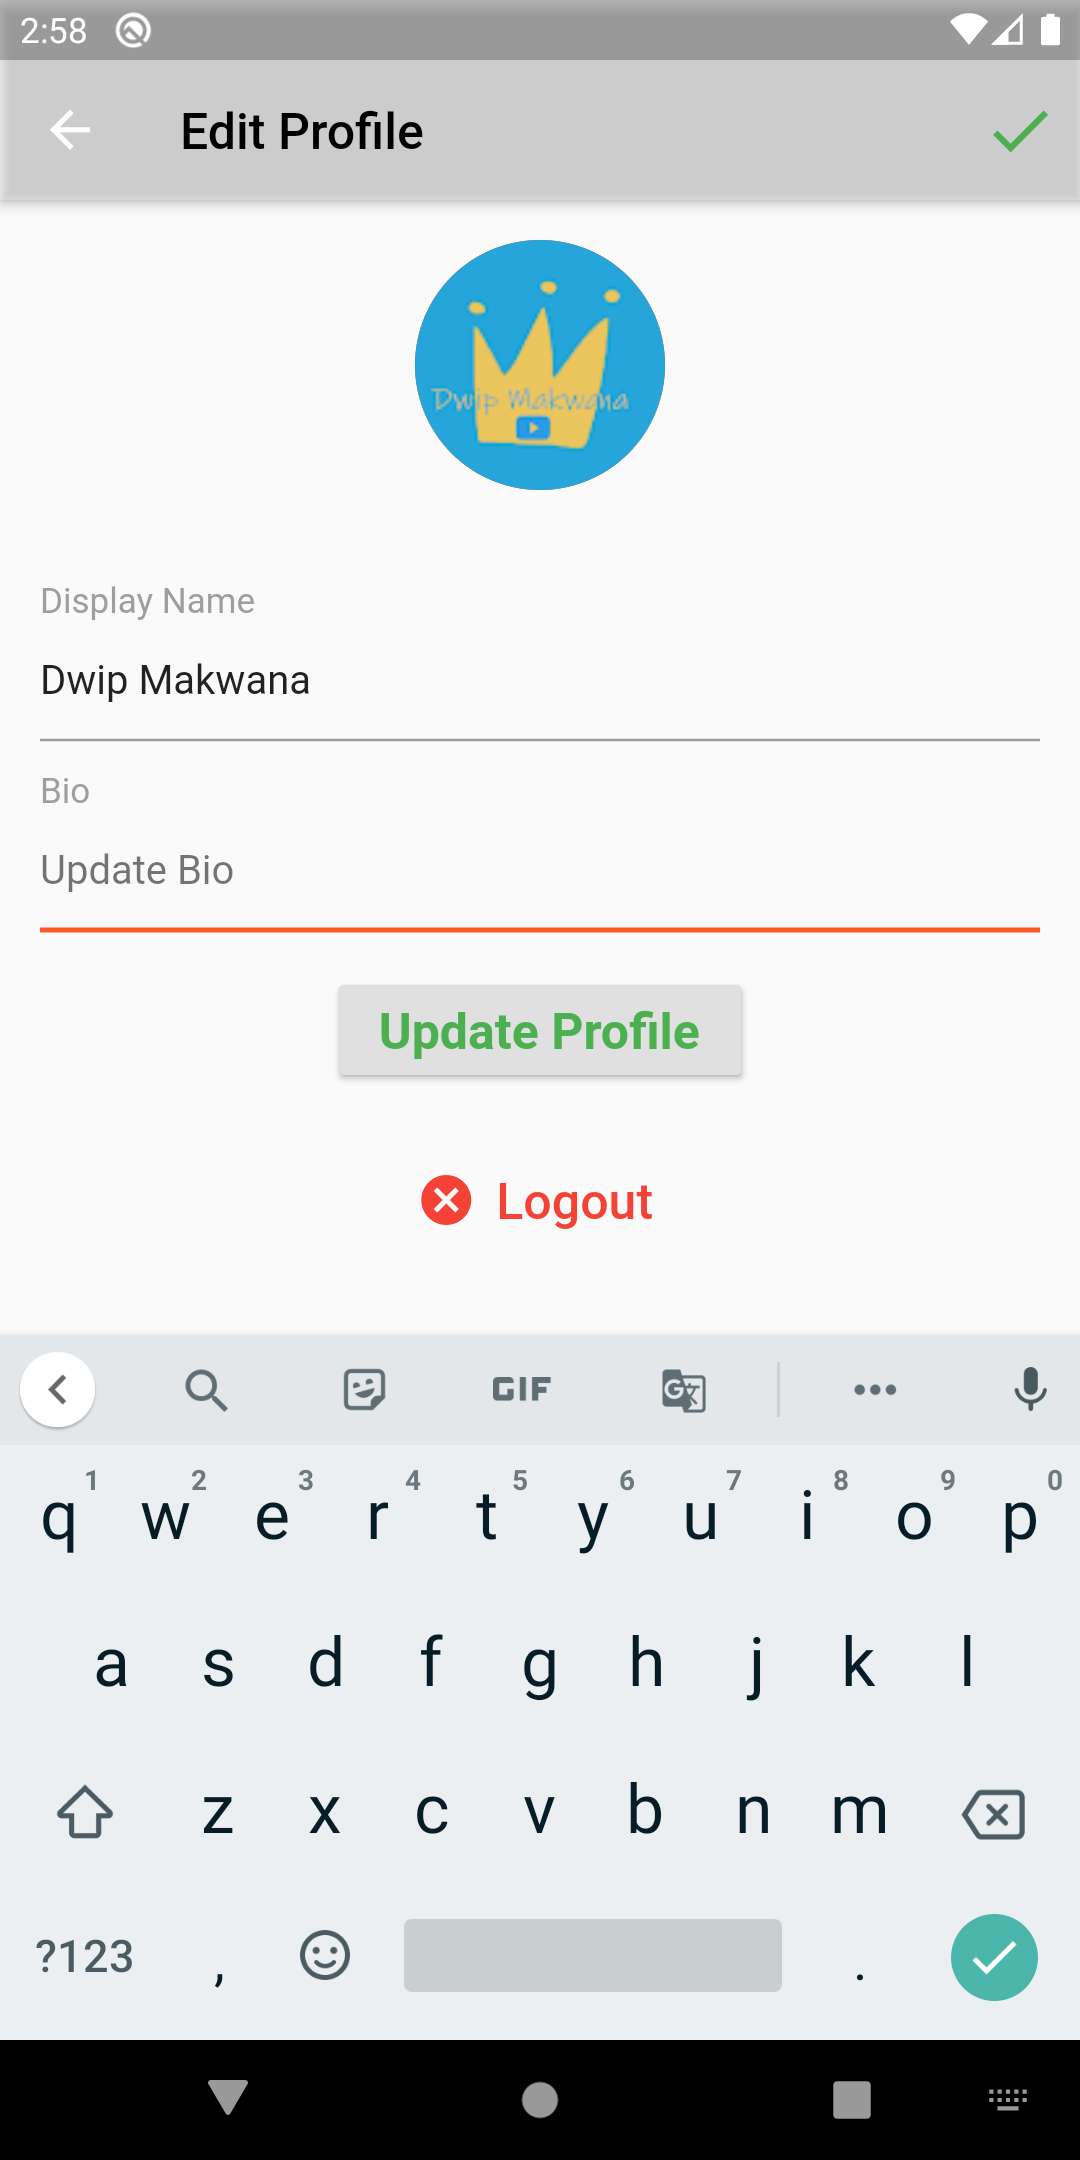 2:58
Edit Profile
Dwip Makwana
Display Name
Dwip Makwana
Bio
Update Bio
Update Profile
Logout
GIF
G
1 2 3 4 5 6 7 8 9 0
q w e r t y u i o p
a s d f g h j k l
z x c v b n m
?123 , .